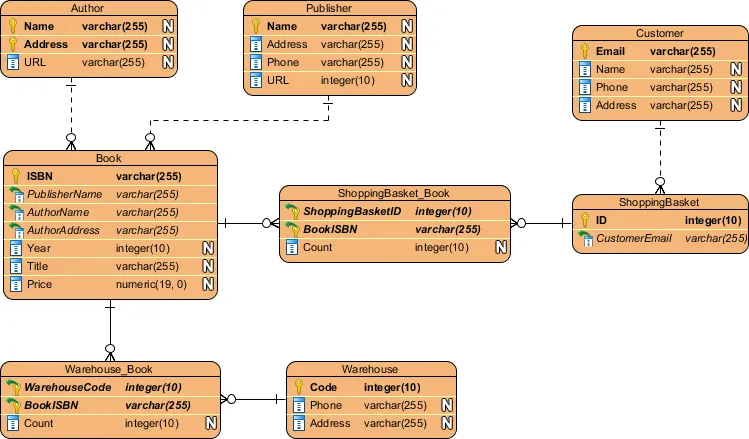 Author
Name varchar(255) N
Address varchar(255) N
URL varchar(255) N
Publisher
Name varchar(255) N
Address varchar(255) N
Phone varchar(255) N
URL integer(10) N
Customer
Email varchar(255)
Name varchar(255) N
Phone varchar(255) N
Address varchar(255) N
Book
ISBN varchar(255)
PublisherName varchar(255)
AuthorName varchar(255)
AuthorAddress varchar(255)
Year integer(10) N
Title varchar(255) N
Price numeric(19, 0) N
ShoppingBasket_Book
ShoppingBasketID integer(10)
BookISBN varchar(255)
Count integer(10) N
ShoppingBasket
ID integer(10)
CustomerEmail varchar(255)
Warehouse_Book
WarehouseCode integer(10)
BookISBN varchar(255)
Count integer(10) N
Warehouse
Code integer(10)
Phone varchar(255) N
Address varchar(255) N